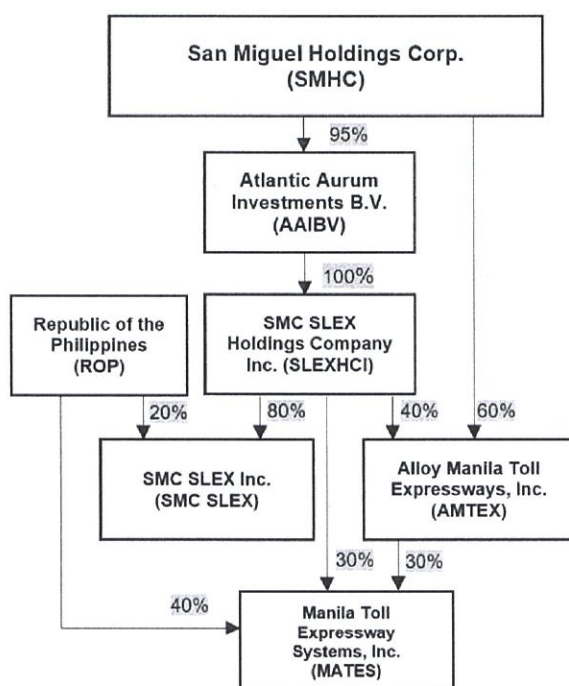 San Miguel Holdings Corp.
(SMHC)
95%
Atlantic Aurum
Investments B.V.
(AAIBV)
100%
Republic of the
Philippines
(ROP)
SMC SLEX
Holdings Company
Inc. (SLEXHCI)
20%
80%
40%
60%
SMC SLEX Inc.
(SMC SLEX)
Alloy Manila Toll
Expressways, Inc.
(AMTEX)
30%
30%
40%
Manila Toll
Expressway
Systems, Inc.
(MATES)